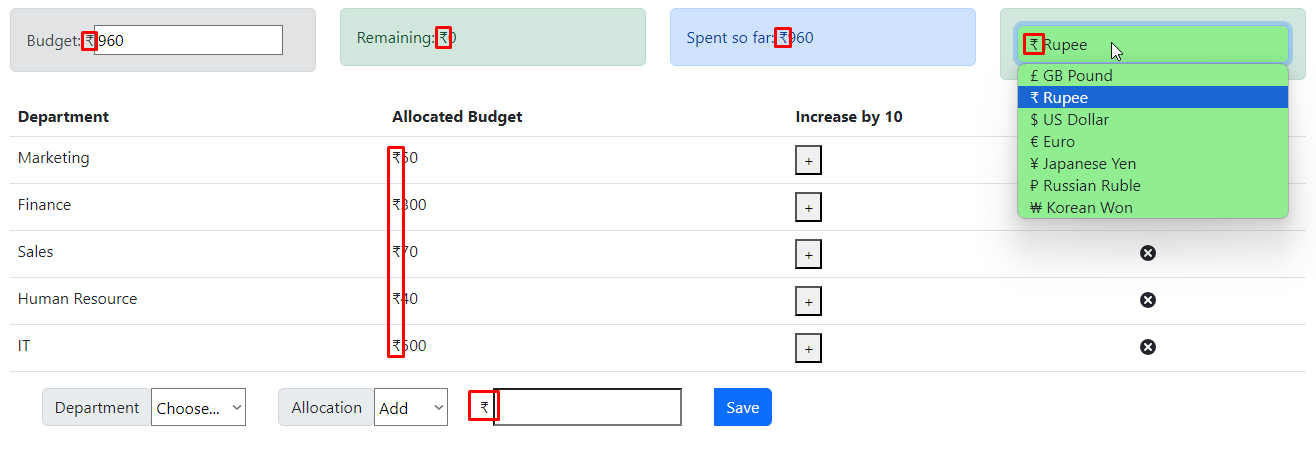 Budget: ₹960
Remaining: ₹0
Spent so far: ₹960
₹ Rupee
£ GB Pound
₹ Rupee
$ US Dollar
€ Euro
¥ Japanese Yen
₽ Russian Ruble
₩ Korean Won
Department Allocated Budget Increase by 10
Marketing ₹50 +
Finance ₹300 +
Sales ₹70 +
Human Resource ₹40 +
IT ₹500 +
Department Choose... Allocation Add ₹ Save